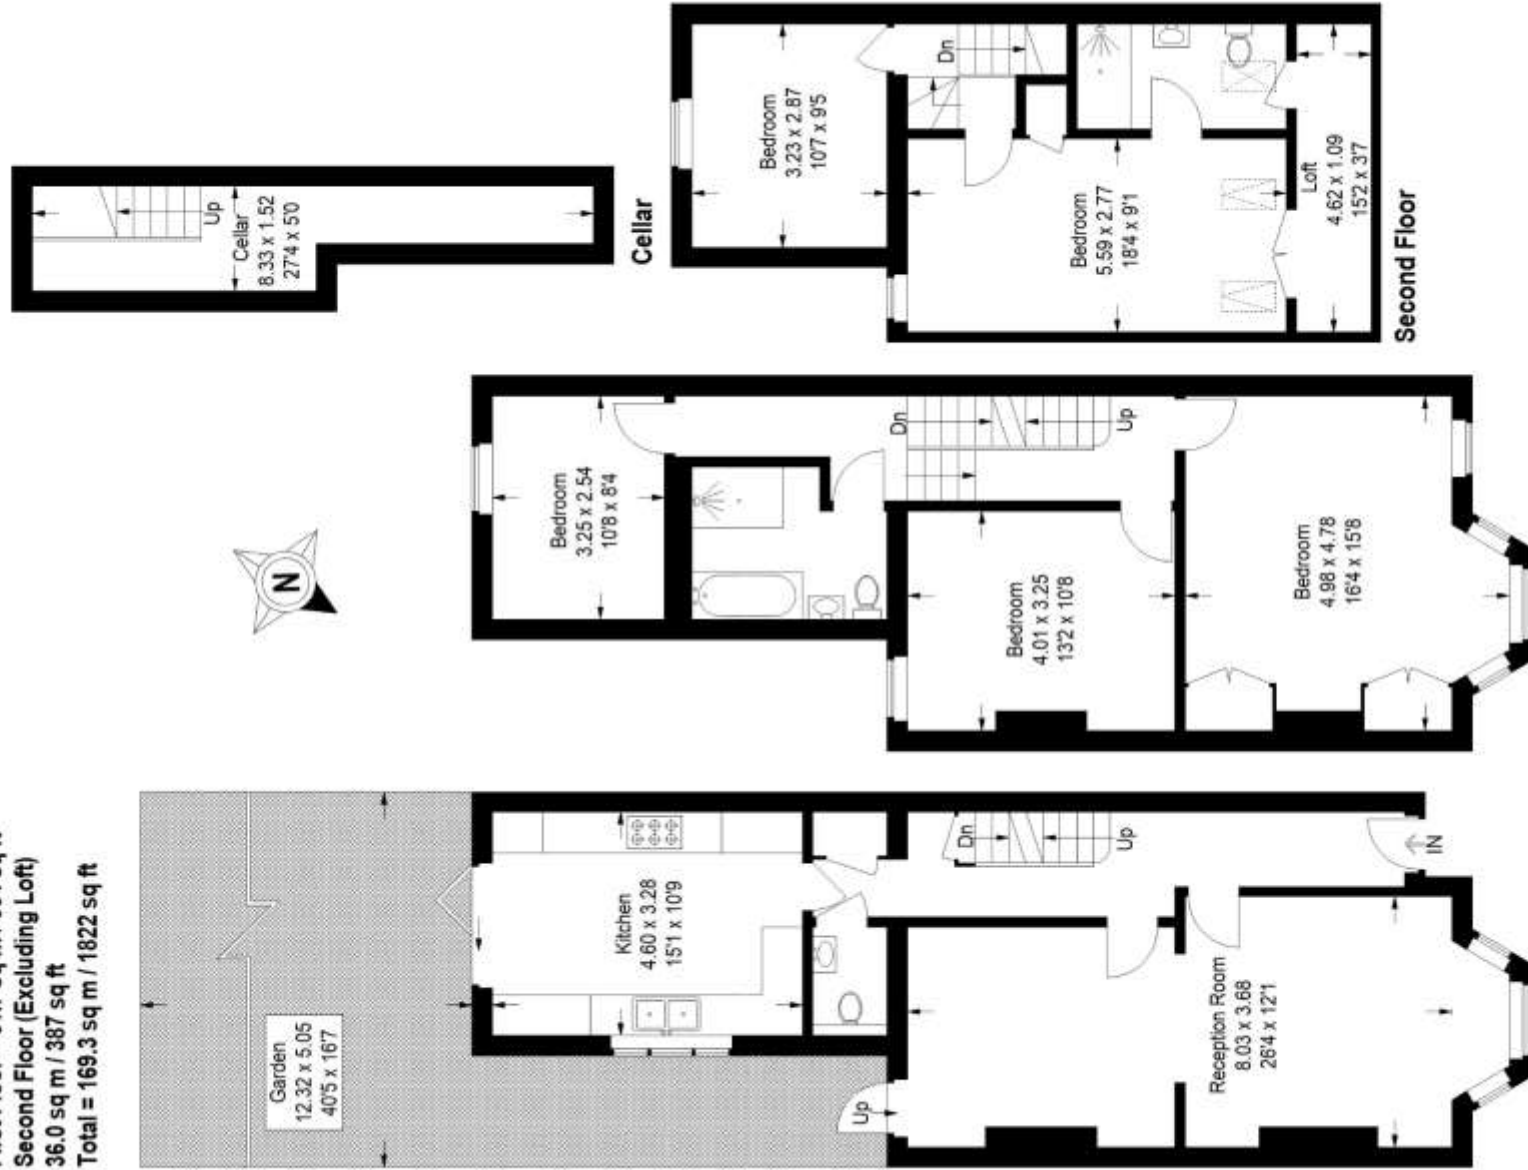 Second Floor (Excluding Loft)
36.0 sq m / 387 sq ft
Total = 169.3 sq m / 1822 sq ft
Garden
12.32 x 5.05
40'5 x 16'7
Kitchen
4.60 x 3.28
15'1 x 10'9
Up
Dn
Up
Reception Room
8.03 x 3.68
26'4 x 12'1
IN
N
Bedroom
3.25 x 2.54
10'8 x 8'4
Dn
Up
Bedroom
4.01 x 3.25
13'2 x 10'8
Bedroom
4.98 x 4.78
16'4 x 15'8
Up
Cellar
8.33 x 1.52
27'4 x 5'0
Cellar
Bedroom
3.23 x 2.87
10'7 x 9'5
Dn
Bedroom
5.59 x 2.77
18'4 x 9'1
Loft
4.62 x 1.09
15'2 x 3'7
Second Floor